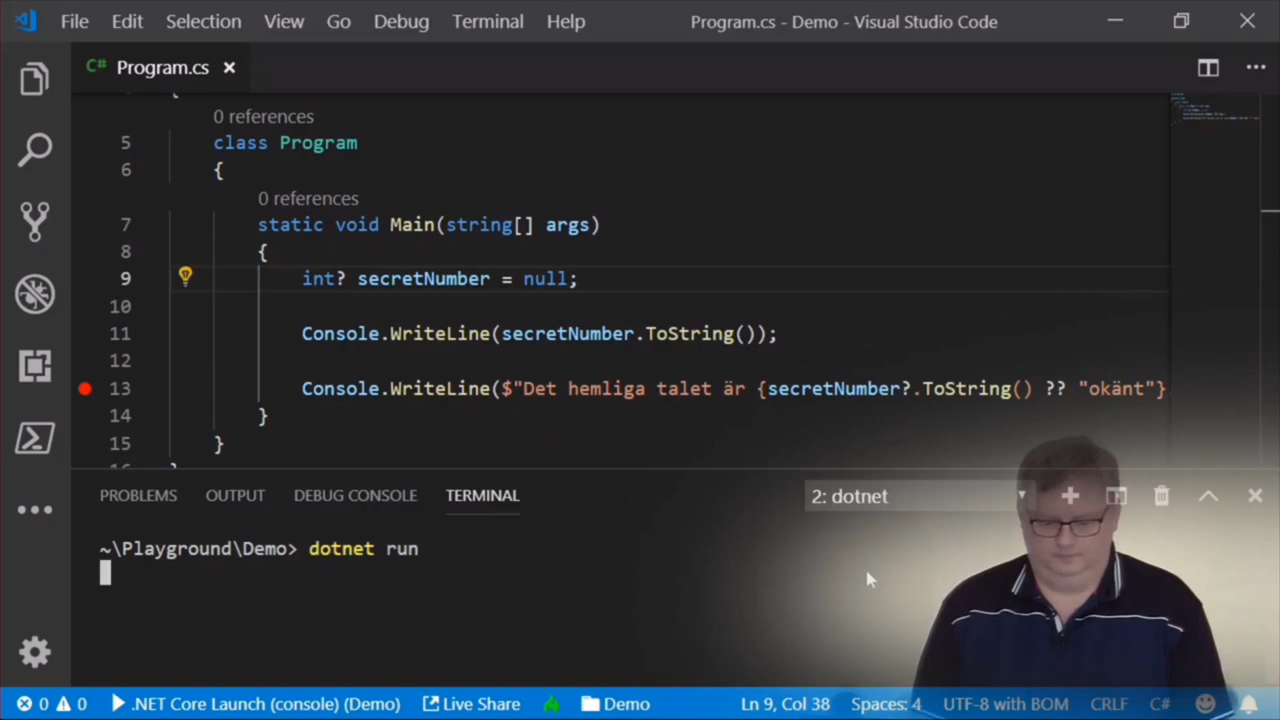 File Edit Selection View Go Debug Terminal Help Program.cs - Demo - Visual Studio Code
C# Program.cs
{
0 references
5 class Program
6 {
0 references
7 static void Main(string[] args)
8 {
9 int? secretNumber = null;
10
11 Console.WriteLine(secretNumber.ToString());
12
13 Console.WriteLine($"Det hemliga talet är {secretNumber?.ToString() ?? "okänt"}
14 }
15 }
PROBLEMS OUTPUT DEBUG CONSOLE TERMINAL 2: dotnet
~\Playground\Demo> dotnet run
0 0 .NET Core Launch (console) (Demo) Live Share Demo Ln 9, Col 38 Spaces: 4 UTF-8 with BOM CRLF C#